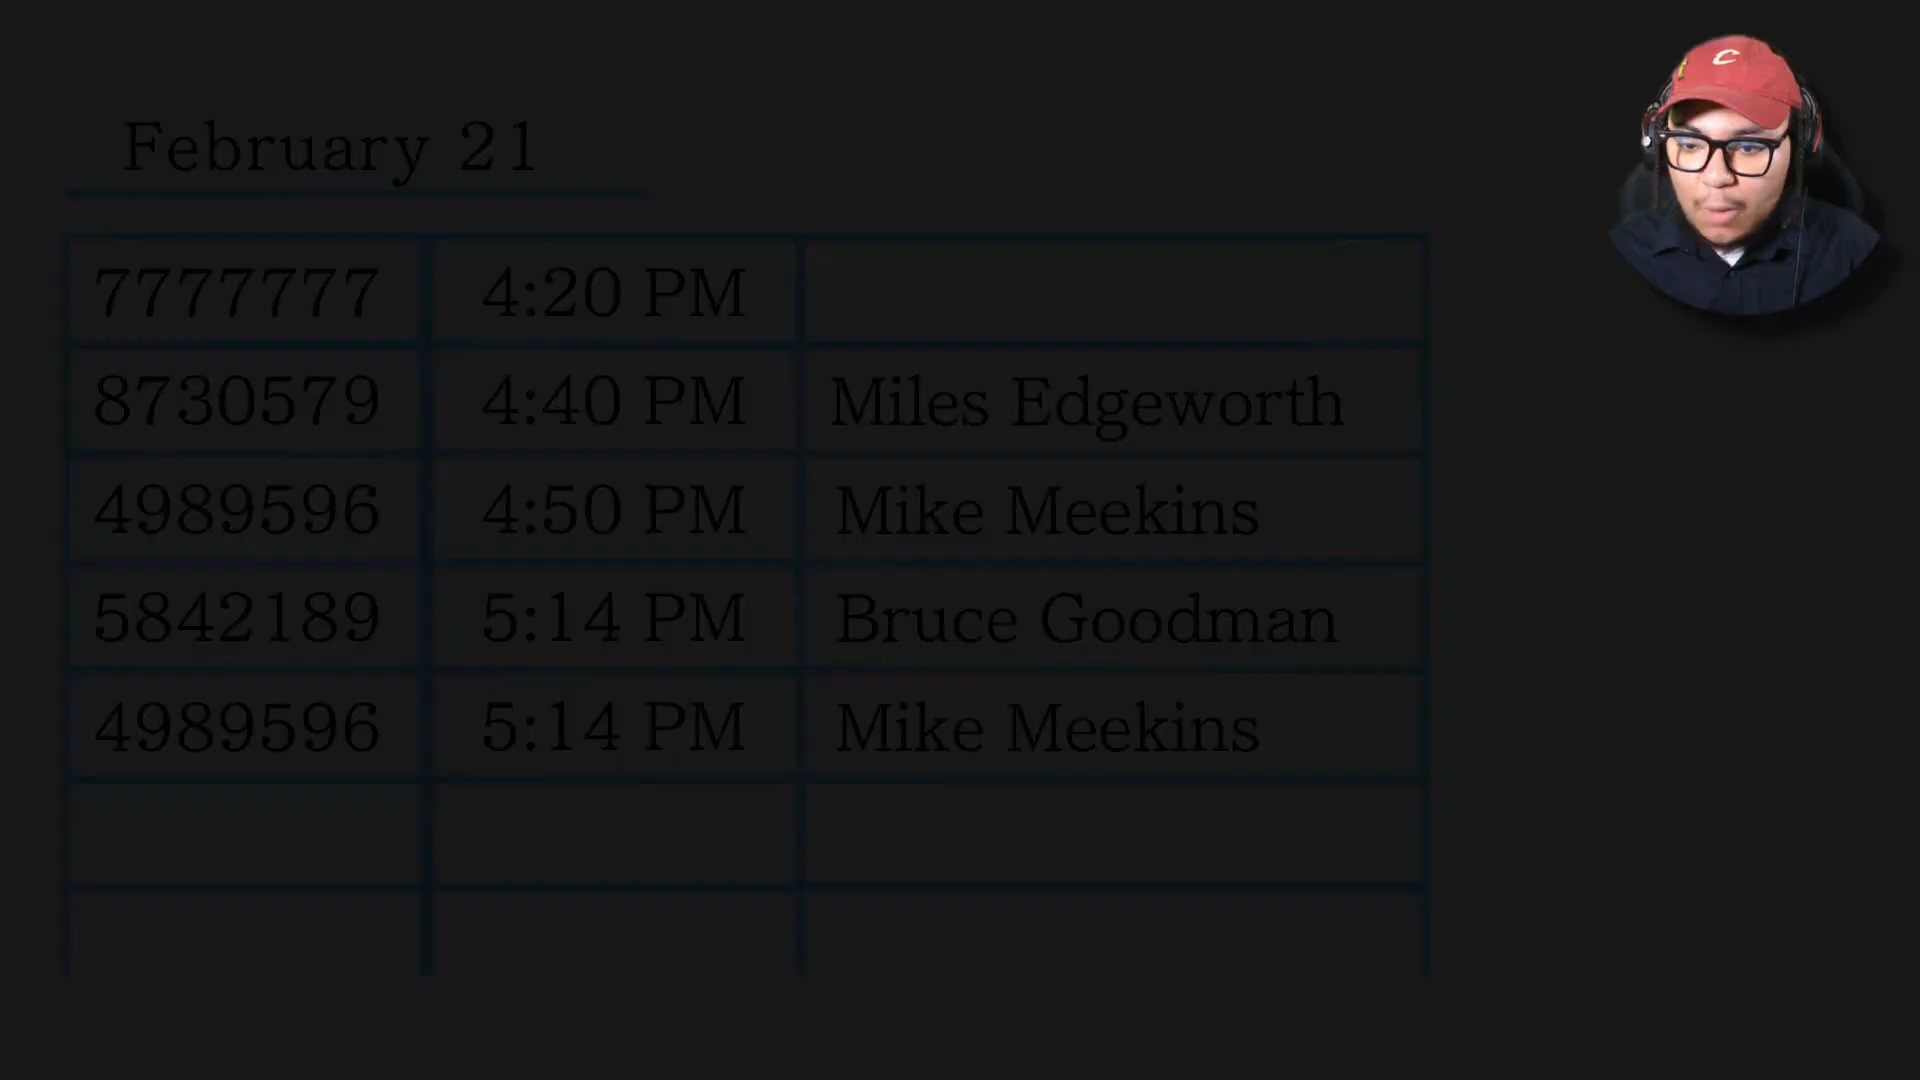 February 21
7777777 4:20 PM
8730579 4:40 PM Miles Edgeworth
4989596 4:50 PM Mike Meekins
5842189 5:14 PM Bruce Goodman
4989596 5:14 PM Mike Meekins
C